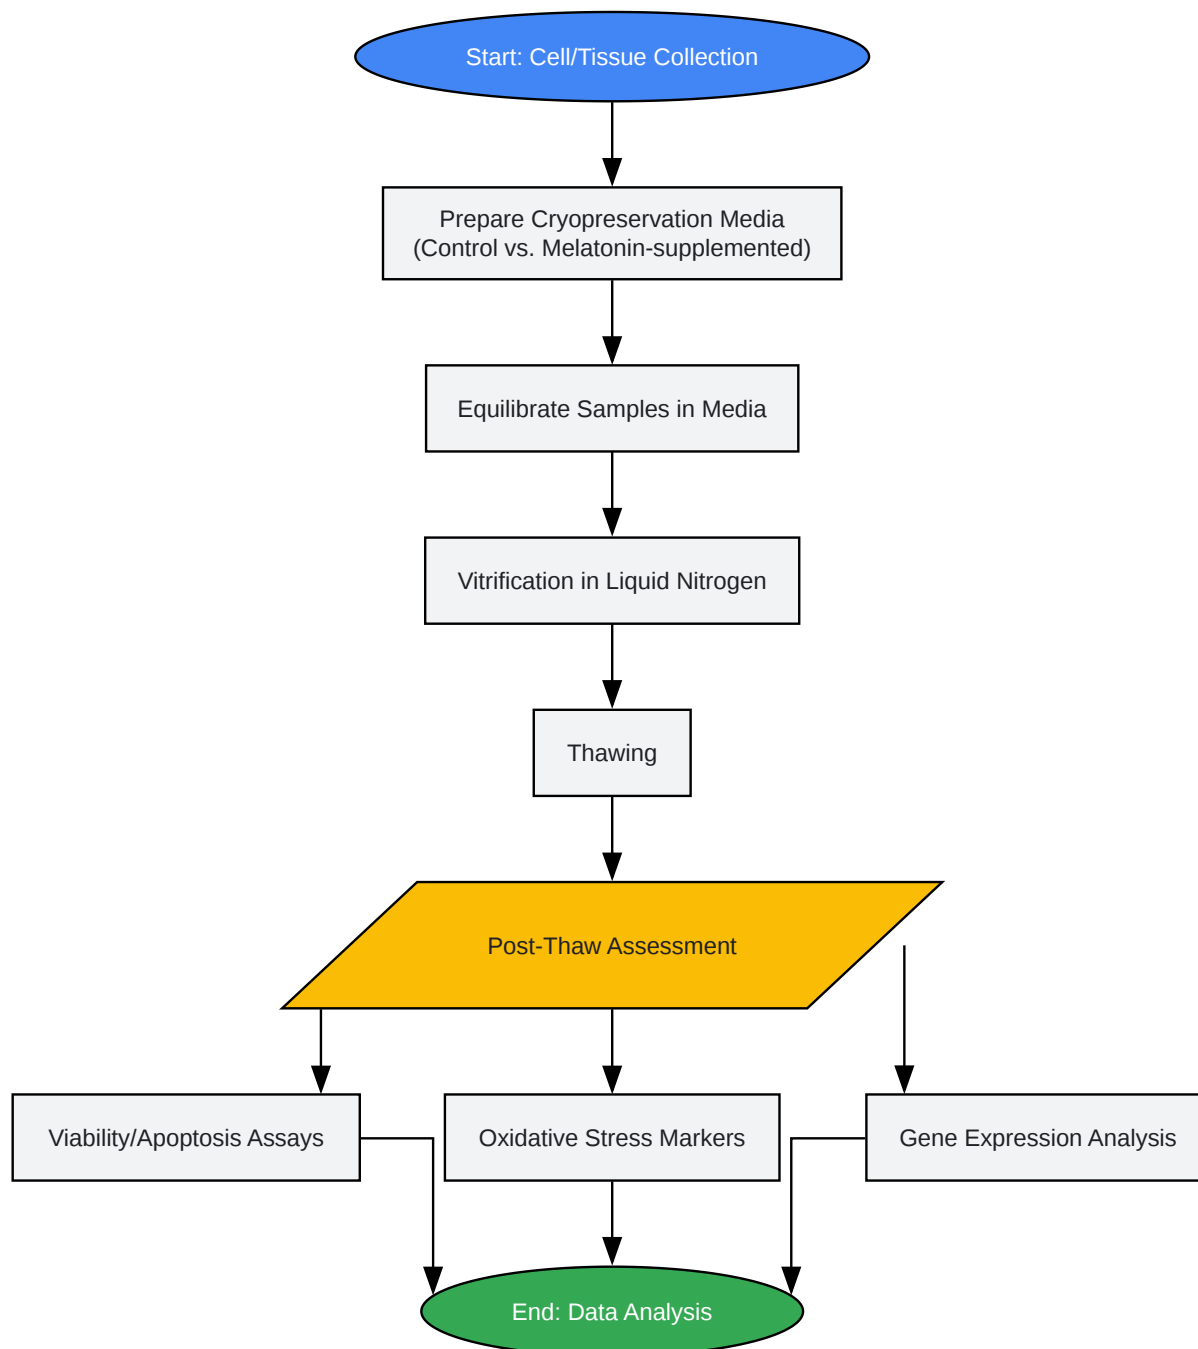 Start: Cell/Tissue Collection
Prepare Cryopreservation Media
(Control vs. Melatonin-supplemented)
Equilibrate Samples in Media
Vitrification in Liquid Nitrogen
Thawing
Post-Thaw Assessment
Viability/Apoptosis Assays
Oxidative Stress Markers
Gene Expression Analysis
End: Data Analysis